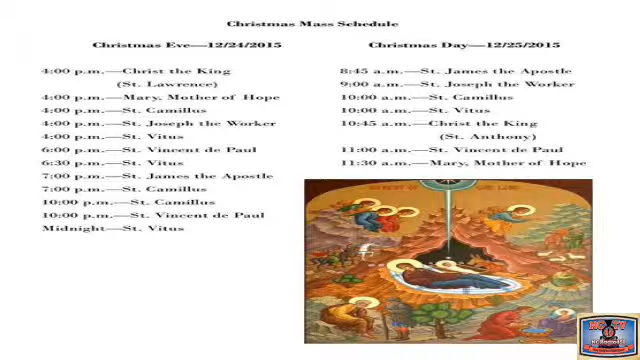 Christmas Mass Schedule
Christmas Eve—12/24/2015
4:00 p.m.—Christ the King
(St. Lawrence)
4:00 p.m.—Mary, Mother of Hope
4:00 p.m.—St. Camillus
4:00 p.m.—St. Joseph the Worker
4:00 p.m.—St. Vitus
6:00 p.m.—St. Vincent de Paul
6:30 p.m.—St. Vitus
7:00 p.m.—St. James the Apostle
7:00 p.m.—St. Camillus
10:00 p.m.—St. Camillus
10:00 p.m.—St. Vincent de Paul
Midnight—St. Vitus
Christmas Day—12/25/2015
8:45 a.m.—St. James the Apostle
9:00 a.m.—St. Joseph the Worker
10:00 a.m.—St. Camillus
10:00 a.m.—St. Vitus
10:45 a.m.—Christ the King
(St. Anthony)
11:00 a.m.—St. Vincent de Paul
11:30 a.m.—Mary, Mother of Hope